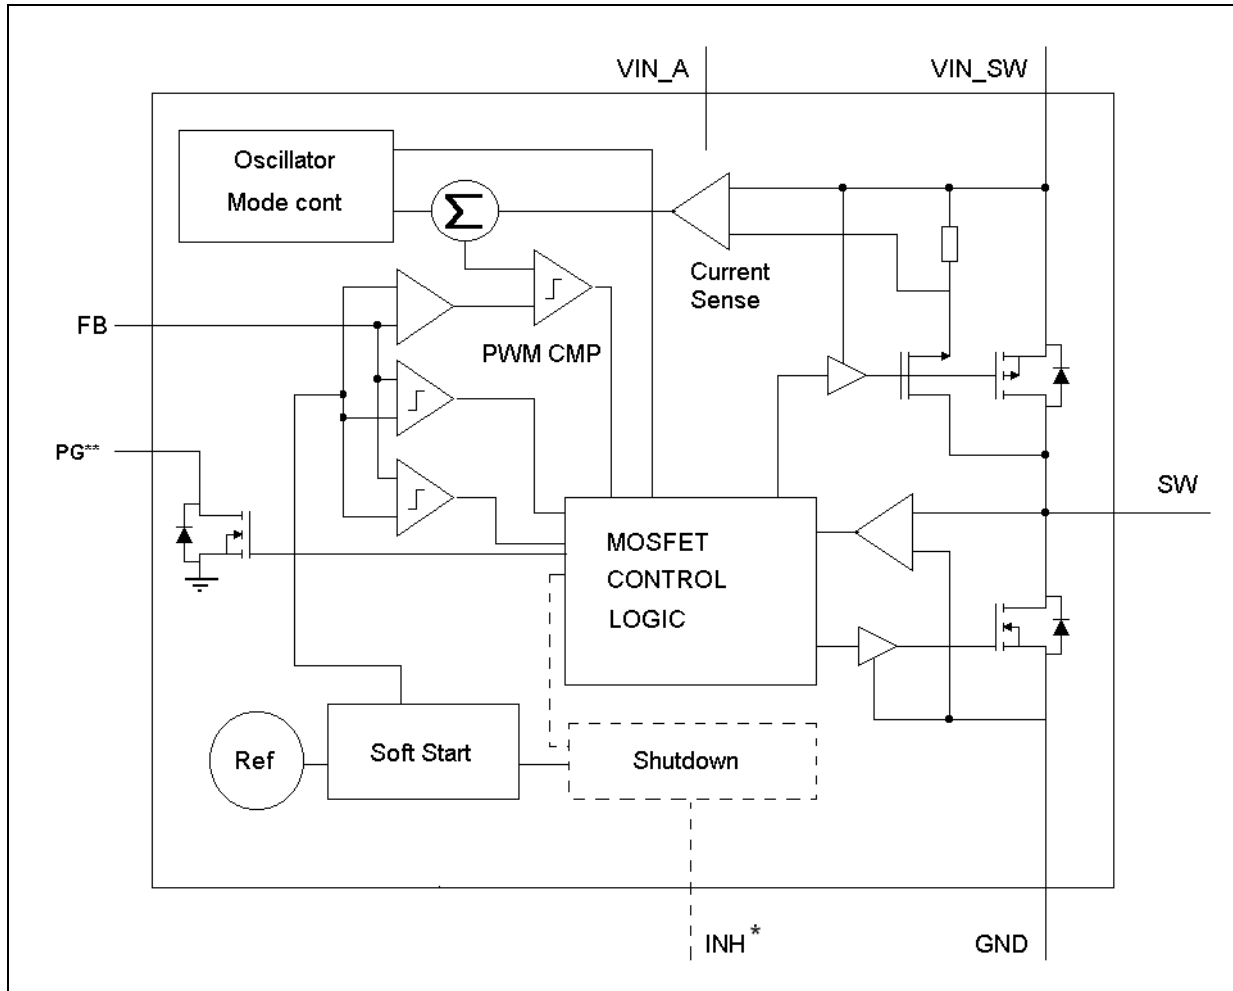 VIN_A
VIN_SW
Oscillator
Mode cont
Σ
Current
Sense
FB
PWM CMP
PG**
SW
MOSFET
CONTROL
LOGIC
Ref
Soft Start
Shutdown
INH*
GND